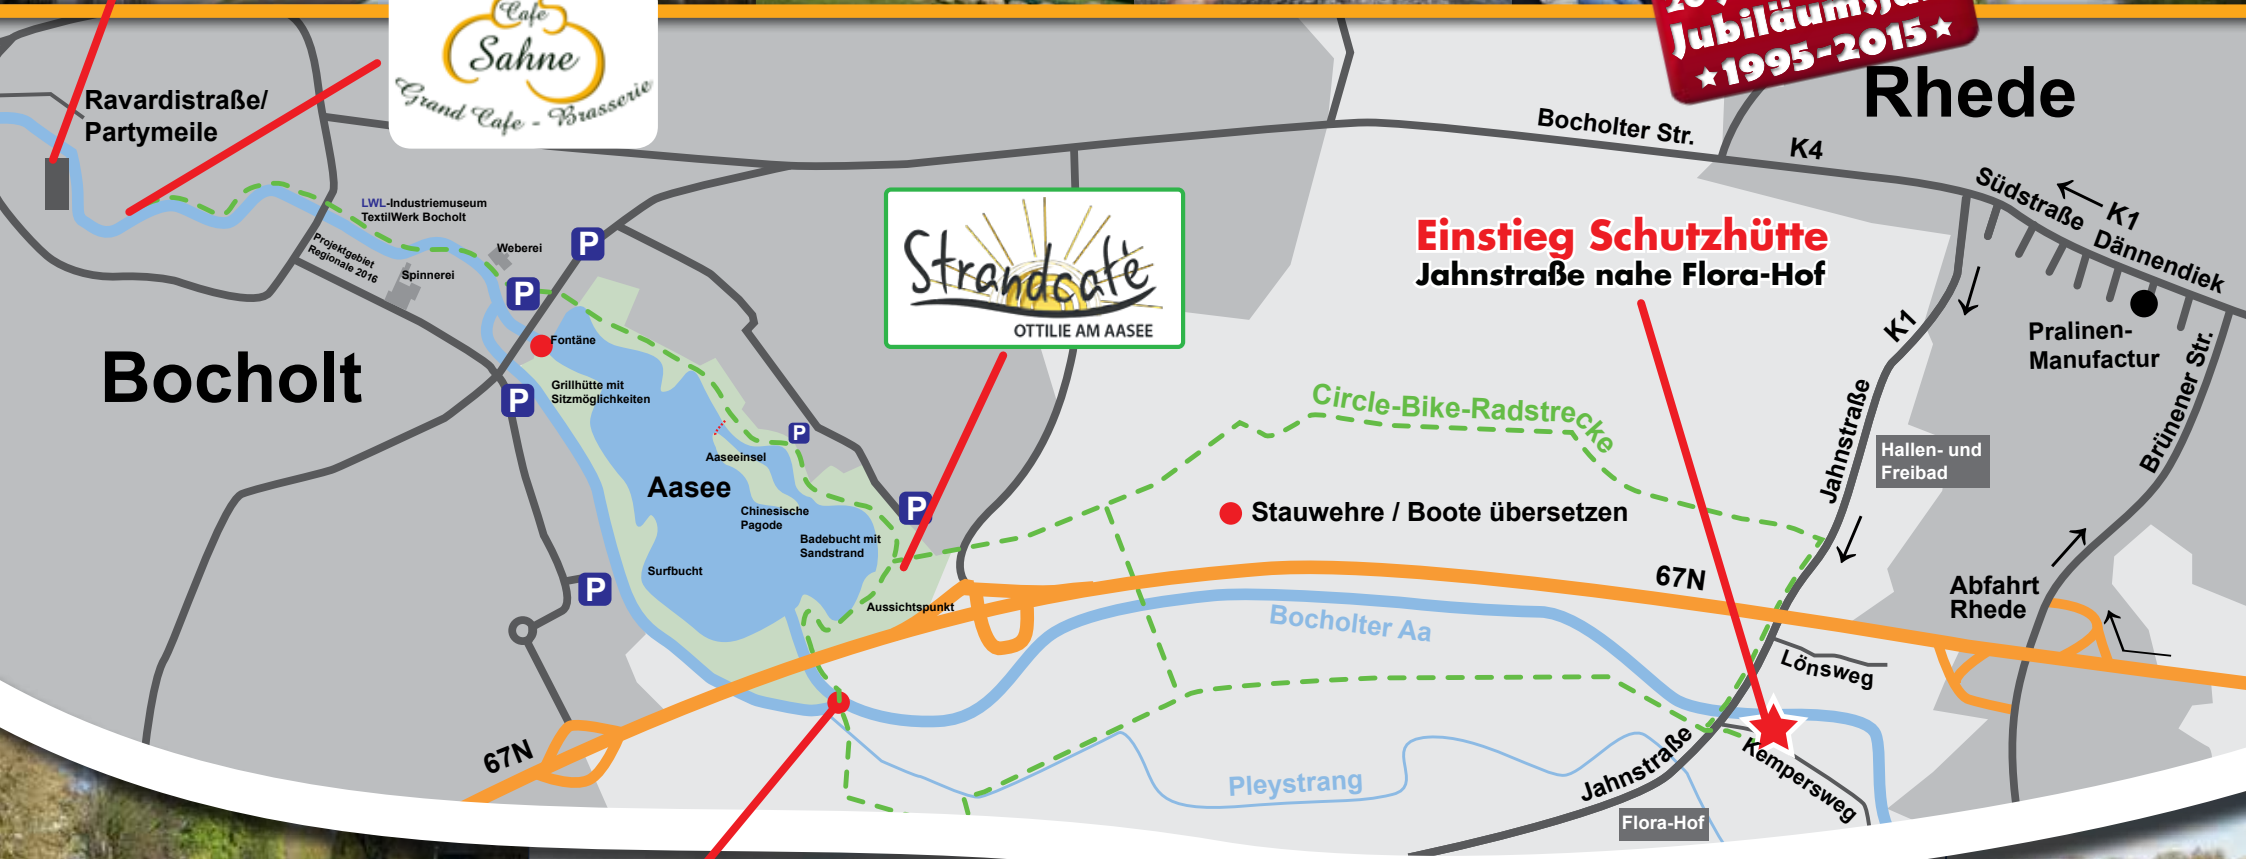 Cafe
Sahne
Grand Cafe - Brasserie
Jubiläumsja
★1995-2015★
Rhede
Ravardistraße/
Partymeile
Bocholter Str.
K4
Südstraße
K1
Dännendiek
LWL-Industriemuseum
TextilWerk Bocholt
Projektgebiet
Regionale 2016
Weberei
Spinnerei
P
P
P
P
P
P
Strandcafé
OTTILIE AM AASEE
Einstieg Schutzhütte
Jahnstraße nahe Flora-Hof
K1
Pralinen-
Manufactur
Brünener Str.
Bocholt
Fontäne
Grillhütte mit
Sitzmöglichkeiten
Circle-Bike-Radstrecke
Jahnstraße
Hallen- und
Freibad
Aaseeinsel
Aasee
Chinesische
Pagode
Stauwehre / Boote übersetzen
Badebucht mit
Sandstrand
Surfbucht
67N
Abfahrt
Rhede
Aussichtspunkt
Bocholter Aa
Lönsweg
67N
Pleystrang
Jahnstraße
Kempersweg
Flora-Hof